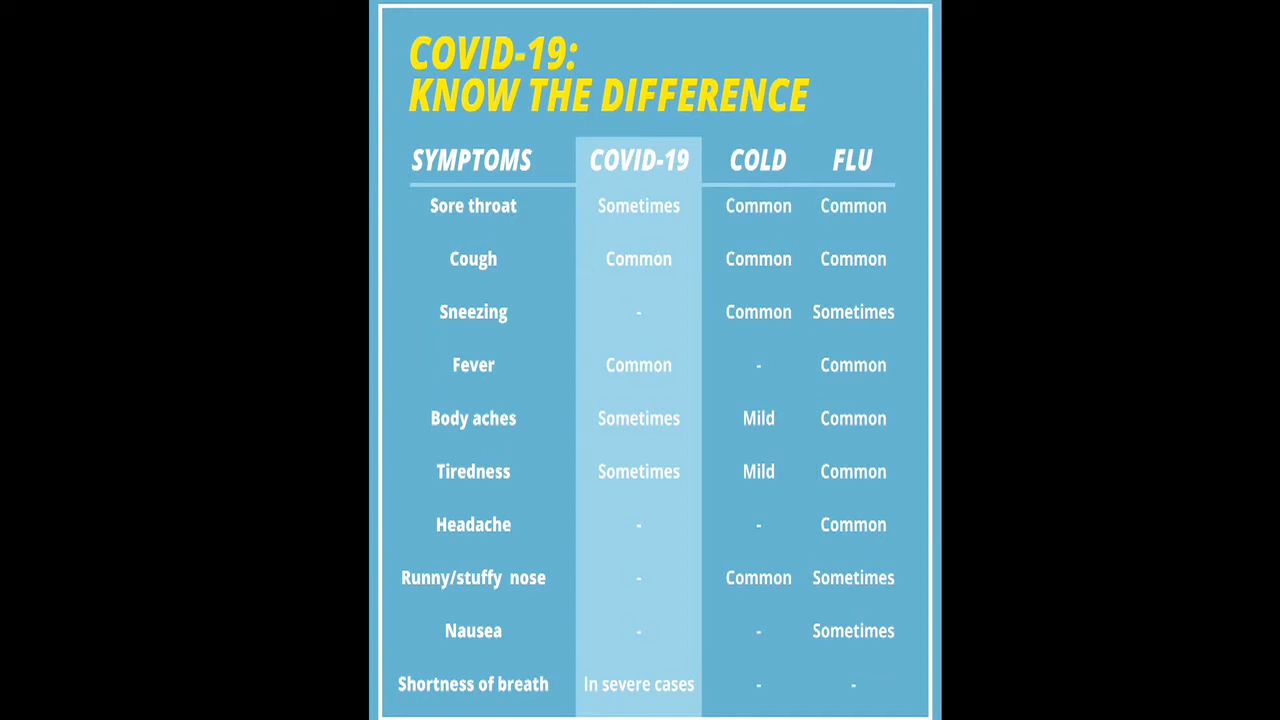 COVID-19:
KNOW THE DIFFERENCE
SYMPTOMS COVID-19 COLD FLU
Sore throat Sometimes Common Common
Cough Common Common Common
Sneezing - Common Sometimes
Fever Common - Common
Body aches Sometimes Mild Common
Tiredness Sometimes Mild Common
Headache - - Common
Runny/stuffy nose - Common Sometimes
Nausea - - Sometimes
Shortness of breath In severe cases - -